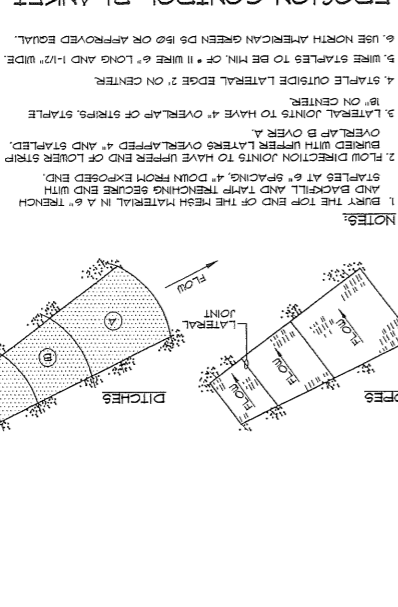 OPES
DITCHES
FLOW
FLOW
FLOW
LATERAL
JOINT
B
A
FLOW
NOTES:
1. BURY THE TOP END OF THE MESH MATERIAL IN A 6" TRENCH
AND BACKFILL AND TAMP TRENCHING SECURE END WITH
STAPLES AT 6" SPACING, 4" DOWN FROM EXPOSED END.
2. FLOW DIRECTION JOINTS TO HAVE UPPER END OF LOWER STRIP
BURIED WITH UPPER LAYERS OVERLAPPED 4" AND STAPLED.
OVERLAP B OVER A.
3. LATERAL JOINTS TO HAVE 4" OVERLAP OF STRIPS. STAPLE
18" ON CENTER.
4. STAPLE OUTSIDE LATERAL EDGE 2' ON CENTER.
5. WIRE STAPLES TO BE MIN. OF # 11 WIRE 6" LONG AND 1-1/2" WIDE.
6. USE NORTH AMERICAN GREEN DS 150 OR APPROVED EQUAL.
EROSION CONTROL BLANKET